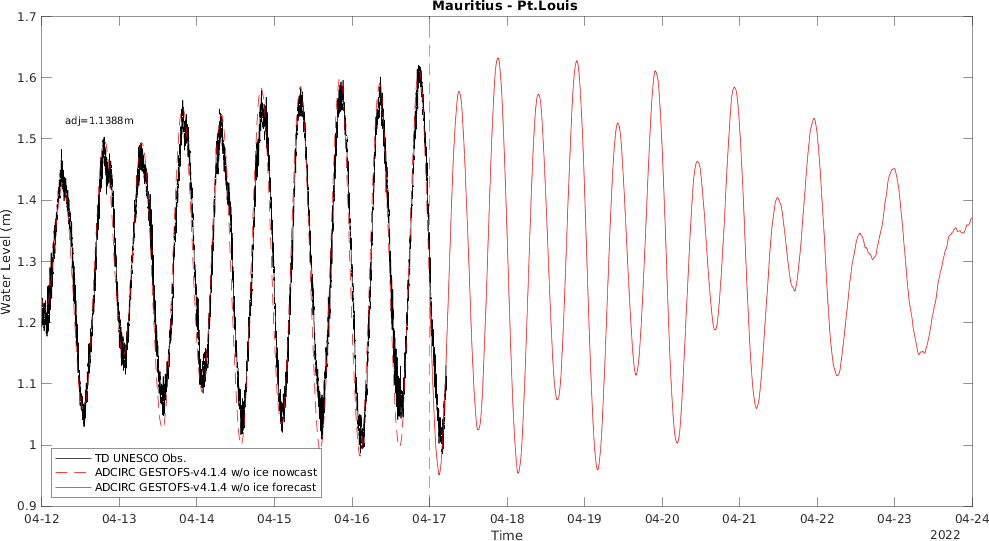 Mauritius - Pt.Louis
1.7
1.6
1.5
1.4
1.3
1.2
1.1
1
0.9
Water Level (m)
adj=1.1388m
TD UNESCO Obs.
ADCIRC GESTOFS-v4.1.4 w/o ice nowcast
ADCIRC GESTOFS-v4.1.4 w/o ice forecast
04-12 04-13 04-14 04-15 04-16 04-17 04-18 04-19 04-20 04-21 04-22 04-23 04-24
Time
2022